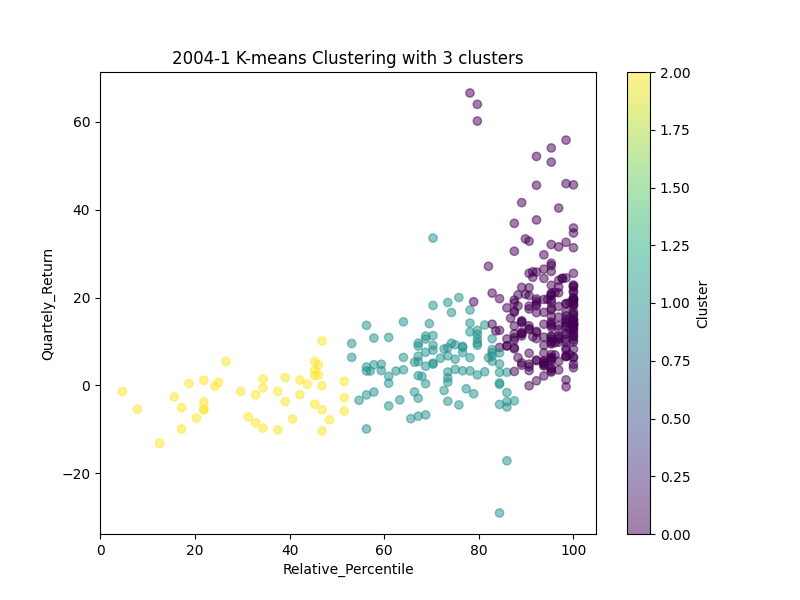 2004-1 K-means Clustering with 3 clusters
Quartely_Return
60
40
20
0
−20
0 20 40 60 80 100
Relative_Percentile
2.00
1.75
1.50
1.25
1.00
0.75
0.50
0.25
0.00
Cluster